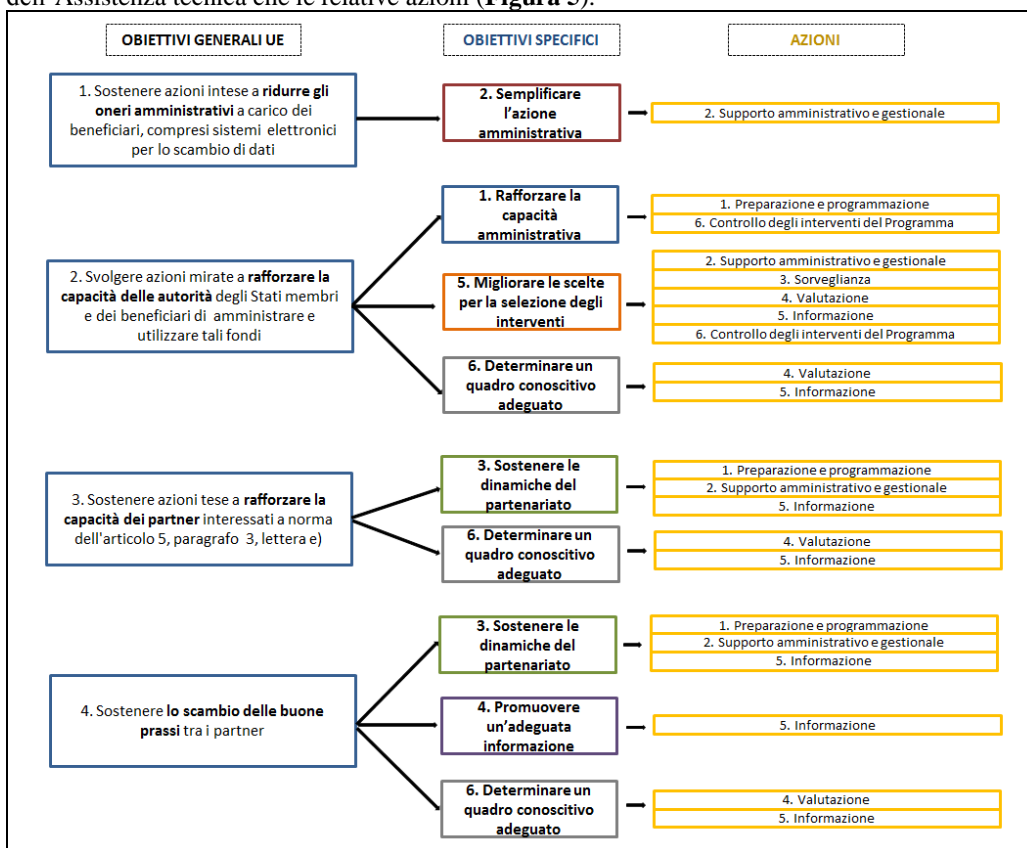 dell'Assistenza tecnica che le relative azioni (Figura 3).
OBIETTIVI GENERALI UE
OBIETTIVI SPECIFICI
AZIONI
1. Sostenere azioni intese a ridurre gli
oneri amministrativi a carico dei
beneficiari, compresi sistemi elettronici
per lo scambio di dati
2. Semplificare
l'azione
amministrativa
2. Supporto amministrativo e gestionale
2. Svolgere azioni mirate a rafforzare la
capacità delle autorità degli Stati membri
e dei beneficiari di amministrare e
utilizzare tali fondi
1. Rafforzare la
capacità
amministrativa
1. Preparazione e programmazione
6. Controllo degli interventi del Programma
5. Migliorare le scelte
per la selezione degli
interventi
2. Supporto amministrativo e gestionale
3. Sorveglianza
4. Valutazione
5. Informazione
6. Controllo degli interventi del Programma
6. Determinare un
quadro conoscitivo
adeguato
4. Valutazione
5. Informazione
3. Sostenere azioni tese a rafforzare la
capacità dei partner interessati a norma
dell'articolo 5, paragrafo 3, lettera e)
3. Sostenere le
dinamiche del
partenariato
1. Preparazione e programmazione
2. Supporto amministrativo e gestionale
5. Informazione
6. Determinare un
quadro conoscitivo
adeguato
4. Valutazione
5. Informazione
4. Sostenere lo scambio delle buone
prassi tra i partner
3. Sostenere le
dinamiche del
partenariato
1. Preparazione e programmazione
2. Supporto amministrativo e gestionale
5. Informazione
4. Promuovere
un'adeguata
informazione
5. Informazione
6. Determinare un
quadro conoscitivo
adeguato
4. Valutazione
5. Informazione